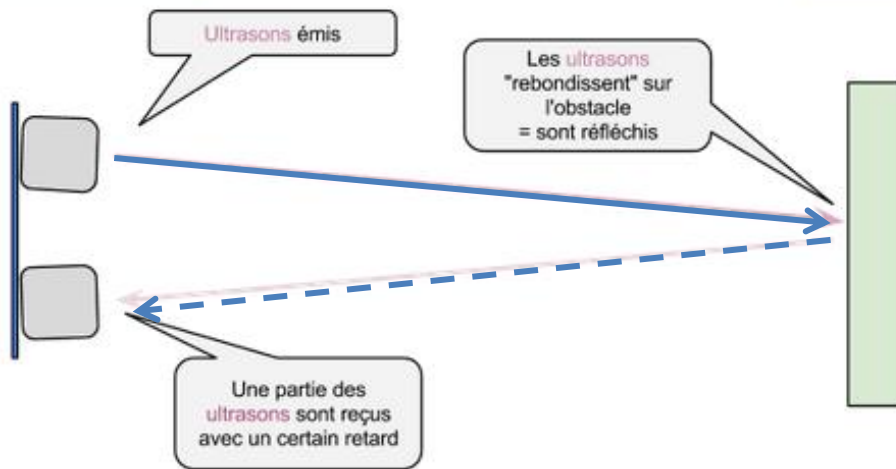 Ultrasons émis
Les ultrasons
"rebondissent" sur
l'obstacle
= sont réfléchis
Une partie des
ultrasons sont reçus
avec un certain retard